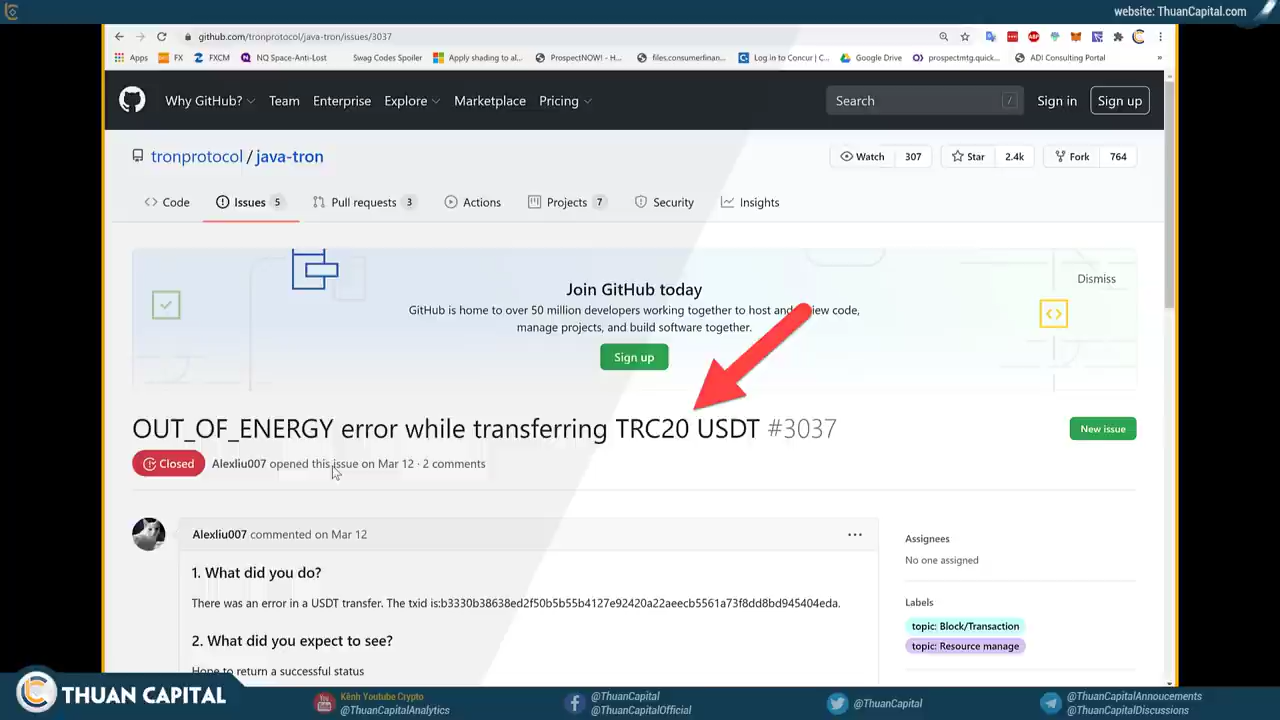 website: ThuanCapital.com
github.com/tronprotocol/java-tron/issues/3037
Apps FX FXCM NQ Space-Anti-Lost Swag Codes Spoiler Apply shading to al... ProspectNOW! - H... files.consumerfinan... Log in to Concur | C... Google Drive prospectmtg.quick... ADI Consulting Portal »
Why GitHub? Team Enterprise Explore Marketplace Pricing Search / Sign in Sign up
tronprotocol / java-tron Watch 307 Star 2.4k Fork 764
Code Issues 5 Pull requests 3 Actions Projects 7 Security Insights
Join GitHub today
Dismiss
GitHub is home to over 50 million developers working together to host and iew code,
manage projects, and build software together.
Sign up
OUT_OF_ENERGY error while transferring TRC20 USDT #3037
New issue
Closed Alexliu007 opened this issue on Mar 12 · 2 comments
Alexliu007 commented on Mar 12 ...
1. What did you do?
There was an error in a USDT transfer. The txid is:b3330b38638ed2f50b5b55b4127e92420a22aeecb5561a73f8dd8bd945404eda.
2. What did you expect to see?
Hope to return a successful status
Assignees
No one assigned
Labels
topic: Block/Transaction
topic: Resource manage
THUAN CAPITAL
Kênh Youtube Crypto
@ThuanCapitalAnalytics
@ThuanCapital
@ThuanCapitalOfficial
@ThuanCapital
@ThuanCapitalAnnoucements
@ThuanCapitalDiscussions